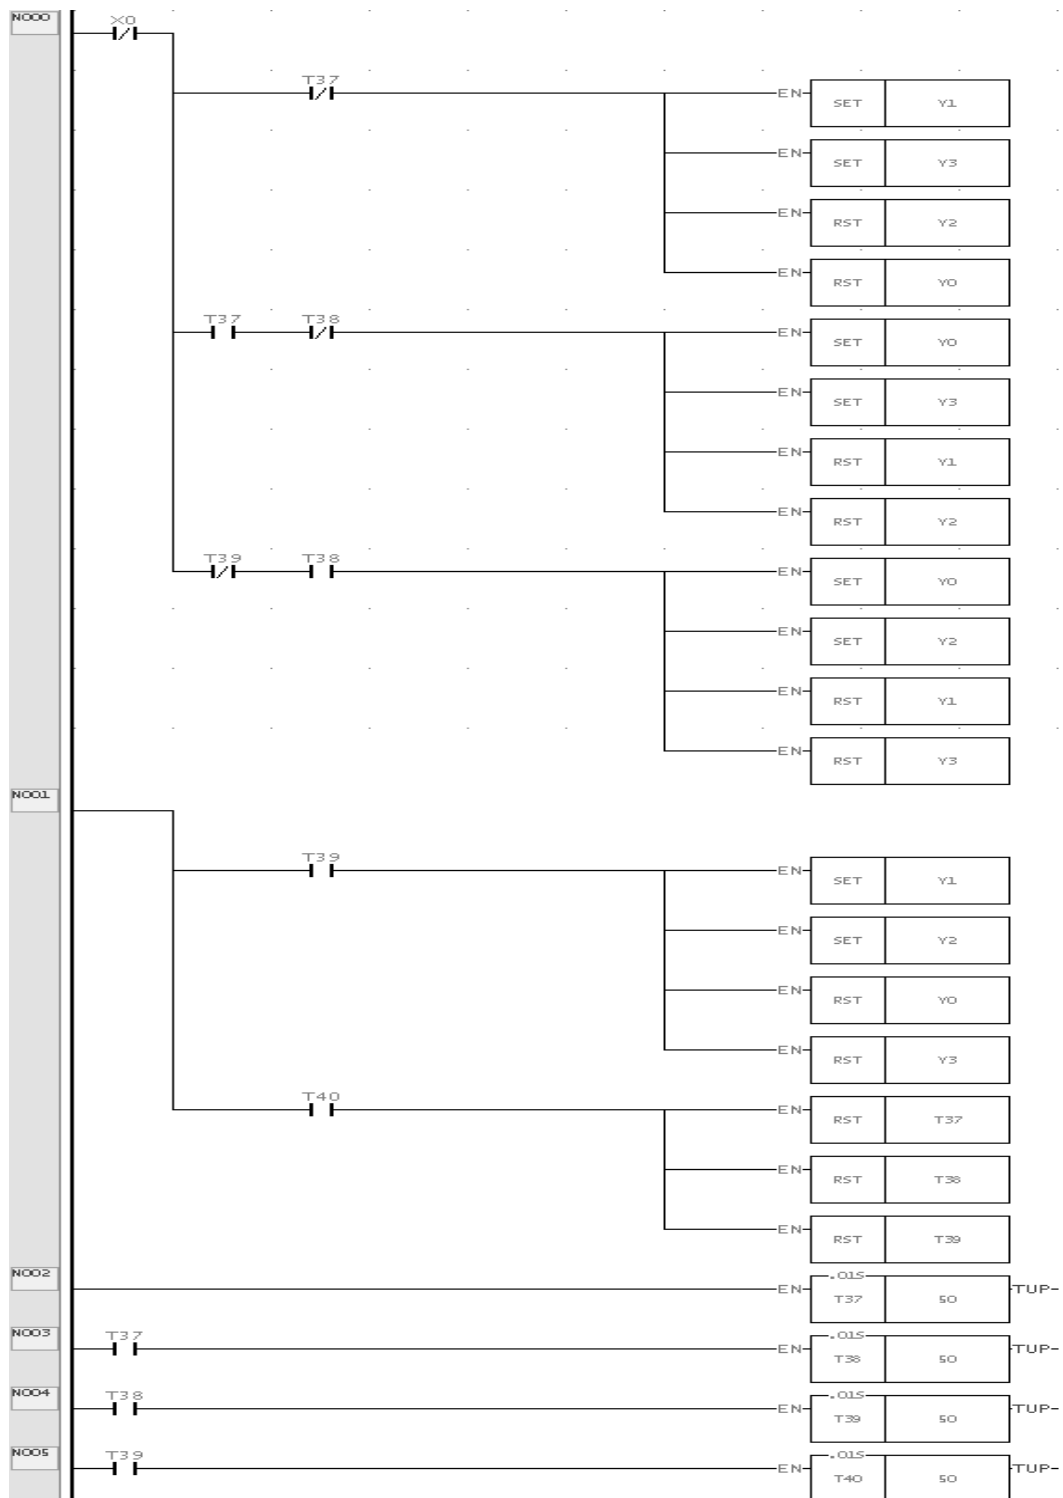 N000
X0
T37
EN SET Y1
EN SET Y3
EN RST Y2
EN RST Y0
T37 T38
EN SET Y0
EN SET Y3
EN RST Y1
EN RST Y2
T39 T38
EN SET Y0
EN SET Y2
EN RST Y1
EN RST Y3
N001
T39
EN SET Y1
EN SET Y2
EN RST Y0
EN RST Y3
T40
EN RST T37
EN RST T38
EN RST T39
N002
.01S
EN T37 50 TUP
N003
T37
.01S
EN T38 50 TUP
N004
T38
.01S
EN T39 50 TUP
N005
T39
.01S
EN T40 50 TUP